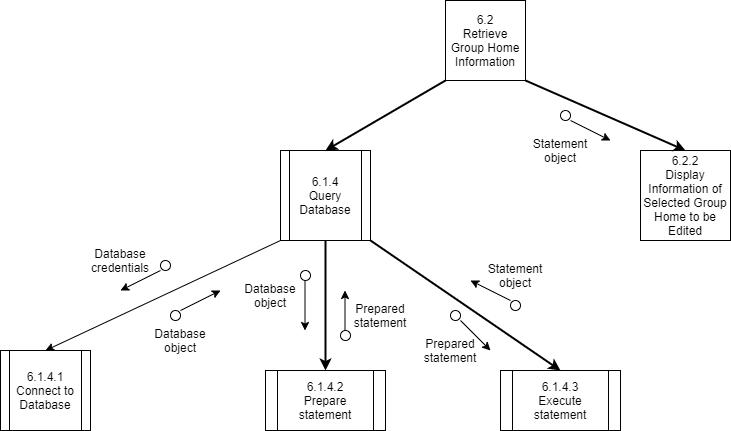 6.2
Retrieve
Group Home
Information
Statement
object
6.1.4
Query
Database
6.2.2
Display
Information of
Selected Group
Home to be
Edited
Database
credentials
Database
object
Database
object
Prepared
statement
Statement
object
Prepared
statement
6.1.4.1
Connect to
Database
6.1.4.2
Prepare
statement
6.1.4.3
Execute
statement